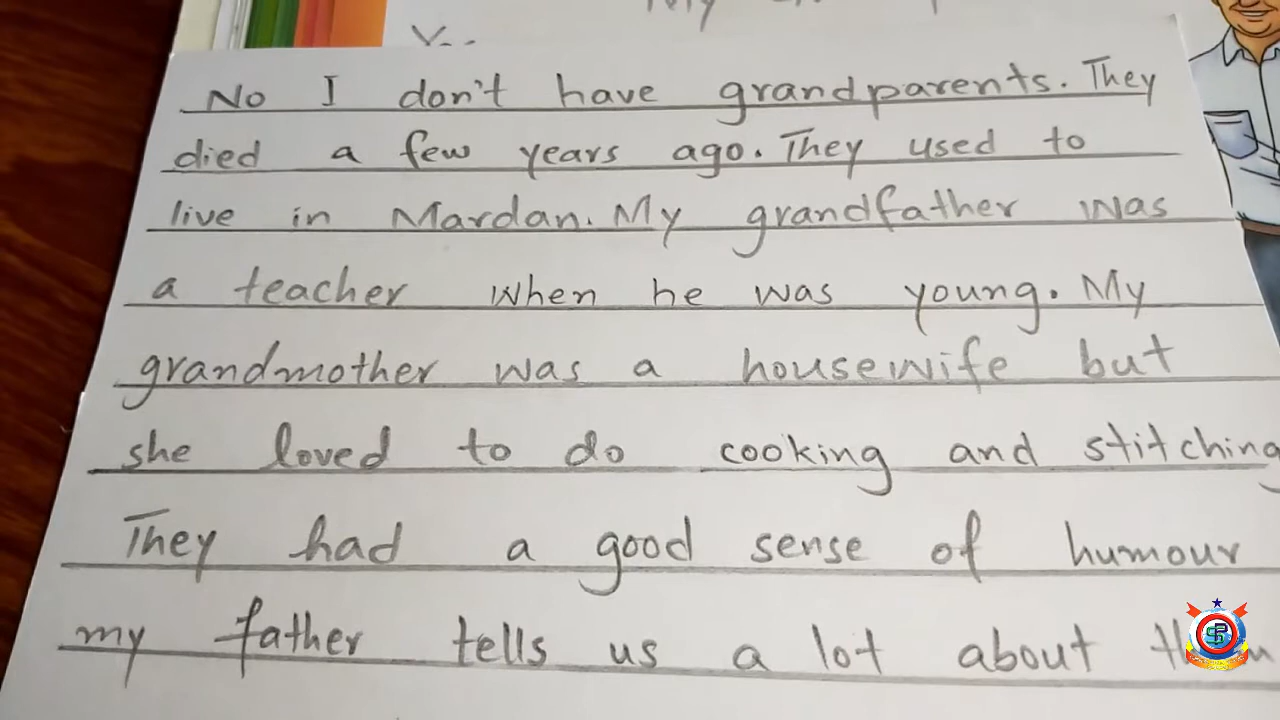 My
No I don't have grandparents. They
died a few years ago. They used to
live in Mardan. My grandfather was
a teacher when he was young. My
grandmother was a housewife but
she loved to do cooking and stitching
They had a good sense of humour
my father tells us a lot about